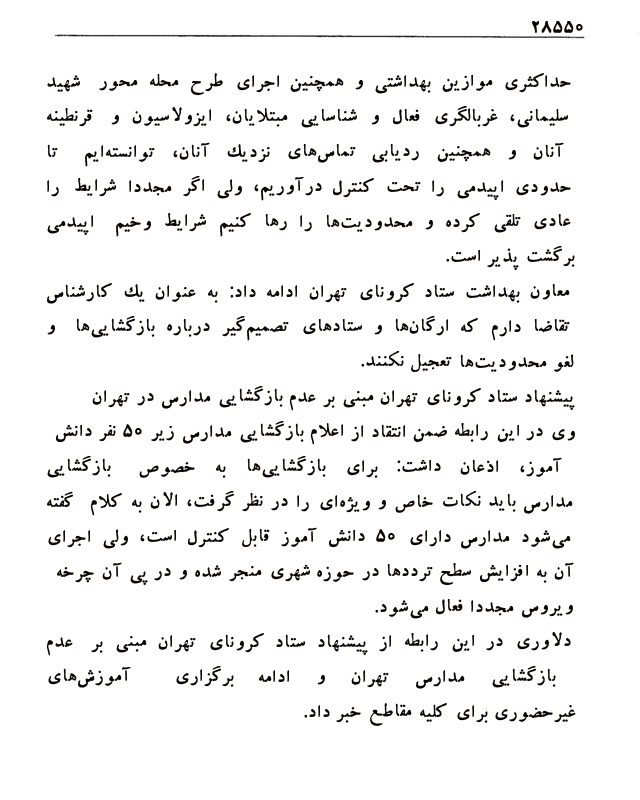 ۲۸۵۵۰
حداکثری موازین بهداشتی و همچنین اجرای طرح محله محور شهید
سلیمانی، غربالگری فعال و شناسایی مبتلایان، ایزولاسیون و قرنطینه
آنان و همچنین ردیابی تماس‌های نزدیك آنان، توانسته‌ایم تا
حدودی اپیدمی را تحت کنترل درآوریم، ولی اگر مجددا شرایط را
عادی تلقی کرده و محدودیت‌ها را رها کنیم شرایط وخیم اپیدمی
برگشت پذیر است.
معاون بهداشت ستاد کرونای تهران ادامه داد: به عنوان یك کارشناس
تقاضا دارم که ارگان‌ها و ستادهای تصمیم‌گیر درباره بازگشایی‌ها و
لغو محدودیت‌ها تعجیل نکنند.
پیشنهاد ستاد کرونای تهران مبنی بر عدم بازگشایی مدارس در تهران
وی در این رابطه ضمن انتقاد از اعلام بازگشایی مدارس زیر ۵۰ نفر دانش
آموز، اذعان داشت: برای بازگشایی‌ها به خصوص بازگشایی
مدارس باید نکات خاص و ویژه‌ای را در نظر گرفت، الان به کلام گفته
می‌شود مدارس دارای ۵۰ دانش آموز قابل کنترل است، ولی اجرای
آن به افزایش سطح ترددها در حوزه شهری منجر شده و در پی آن چرخه
ویروس مجددا فعال می‌شود.
دلاوری در این رابطه از پیشنهاد ستاد کرونای تهران مبنی بر عدم
بازگشایی مدارس تهران و ادامه برگزاری آموزش‌های
غیرحضوری برای کلیه مقاطع خبر داد.